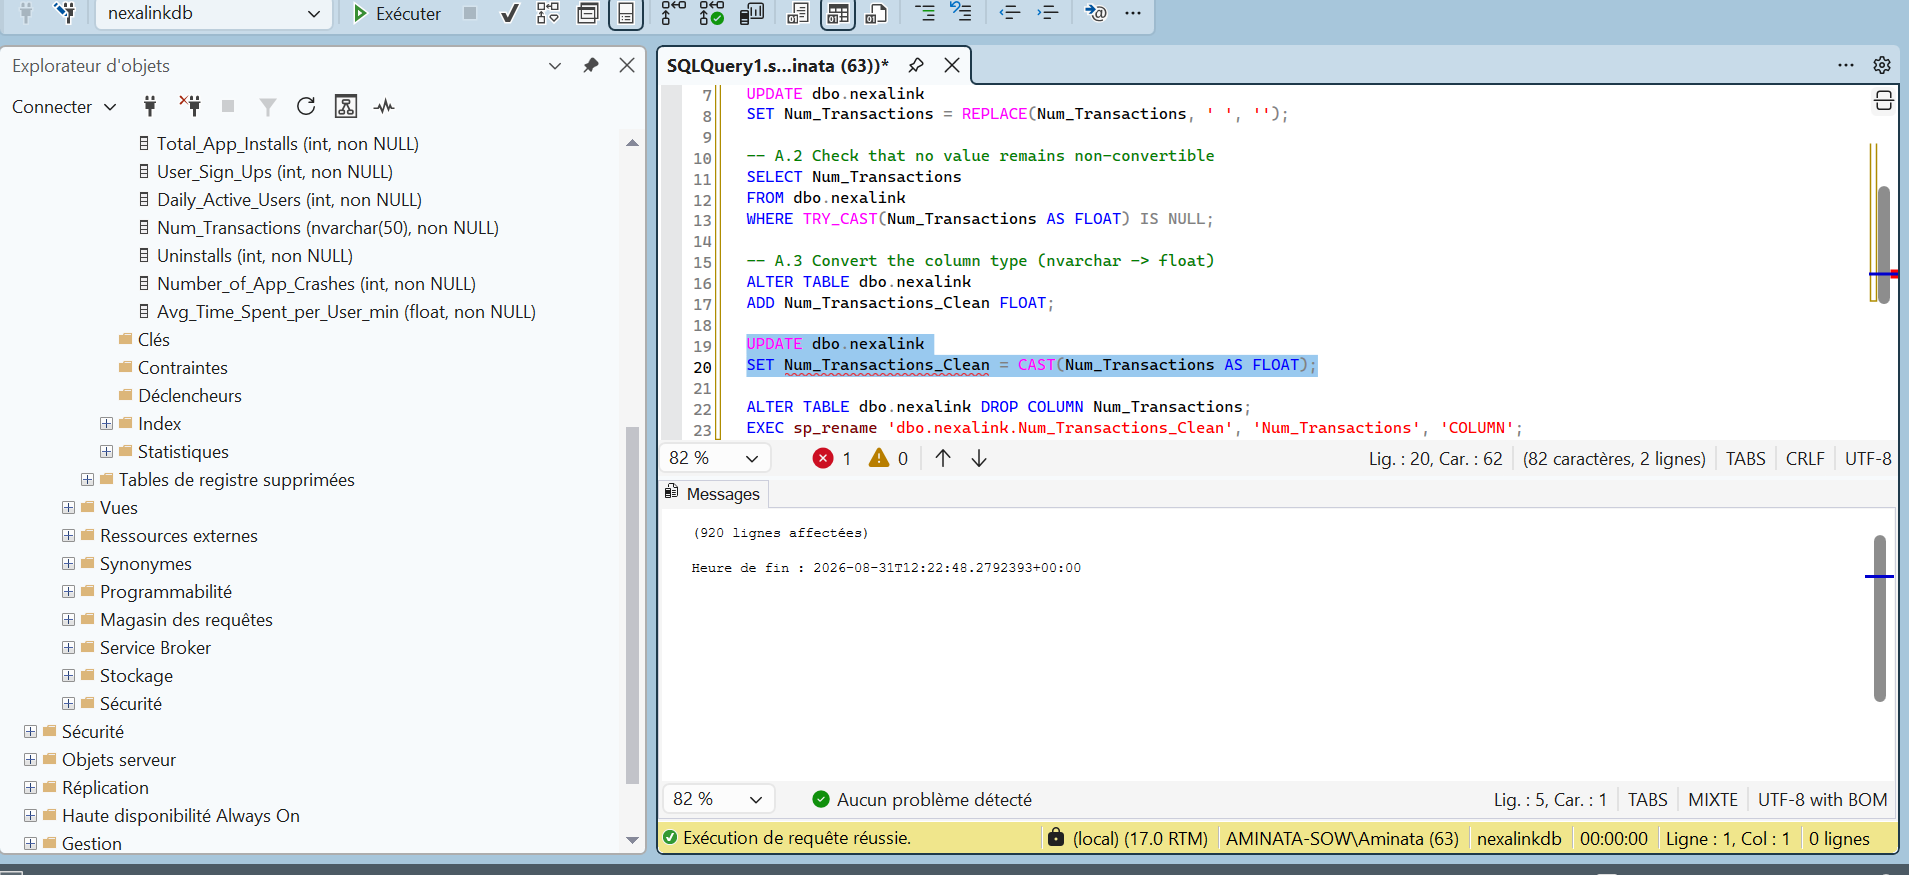 nexalinkdb
Exécuter
Explorateur d'objets
Connecter
Total_App_Installs (int, non NULL)
User_Sign_Ups (int, non NULL)
Daily_Active_Users (int, non NULL)
Num_Transactions (nvarchar(50), non NULL)
Uninstalls (int, non NULL)
Number_of_App_Crashes (int, non NULL)
Avg_Time_Spent_per_User_min (float, non NULL)
Clés
Contraintes
Déclencheurs
Index
Statistiques
Tables de registre supprimées
Vues
Ressources externes
Synonymes
Programmabilité
Magasin des requêtes
Service Broker
Stockage
Sécurité
Sécurité
Objets serveur
Réplication
Haute disponibilité Always On
Gestion
SQLQuery1.s...inata (63))*
7 UPDATE dbo.nexalink
8 SET Num_Transactions = REPLACE(Num_Transactions, ' ', '');
9
10 -- A.2 Check that no value remains non-convertible
11 SELECT Num_Transactions
12 FROM dbo.nexalink
13 WHERE TRY_CAST(Num_Transactions AS FLOAT) IS NULL;
14
15 -- A.3 Convert the column type (nvarchar -> float)
16 ALTER TABLE dbo.nexalink
17 ADD Num_Transactions_Clean FLOAT;
18
19 UPDATE dbo.nexalink
20 SET Num_Transactions_Clean = CAST(Num_Transactions AS FLOAT);
21
22 ALTER TABLE dbo.nexalink DROP COLUMN Num_Transactions;
23 EXEC sp_rename 'dbo.nexalink.Num_Transactions_Clean', 'Num_Transactions', 'COLUMN';
82 % 1 0 Lig. : 20, Car. : 62 (82 caractères, 2 lignes) TABS CRLF UTF-8
Messages
(920 lignes affectées)
Heure de fin : 2026-08-31T12:22:48.2792393+00:00
82 % Aucun problème détecté Lig. : 5, Car. : 1 TABS MIXTE UTF-8 with BOM
Exécution de requête réussie. (local) (17.0 RTM) AMINATA-SOW\Aminata (63) nexalinkdb 00:00:00 Ligne : 1, Col : 1 0 lignes